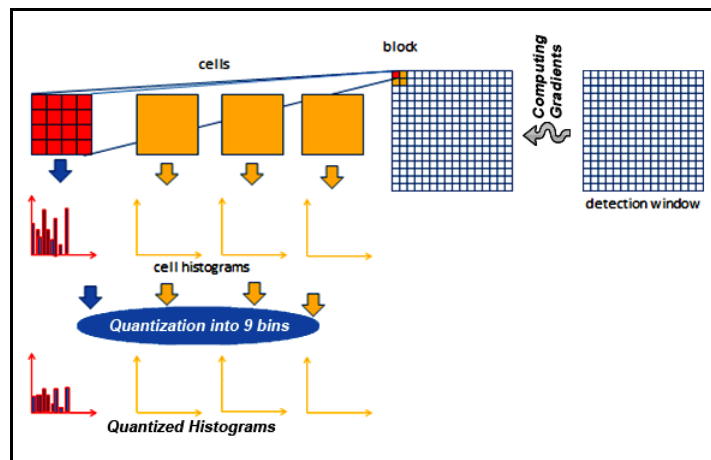 block
cells
Computing
Gradients
detection window
cell histograms
Quantization into 9 bins
Quantized Histograms